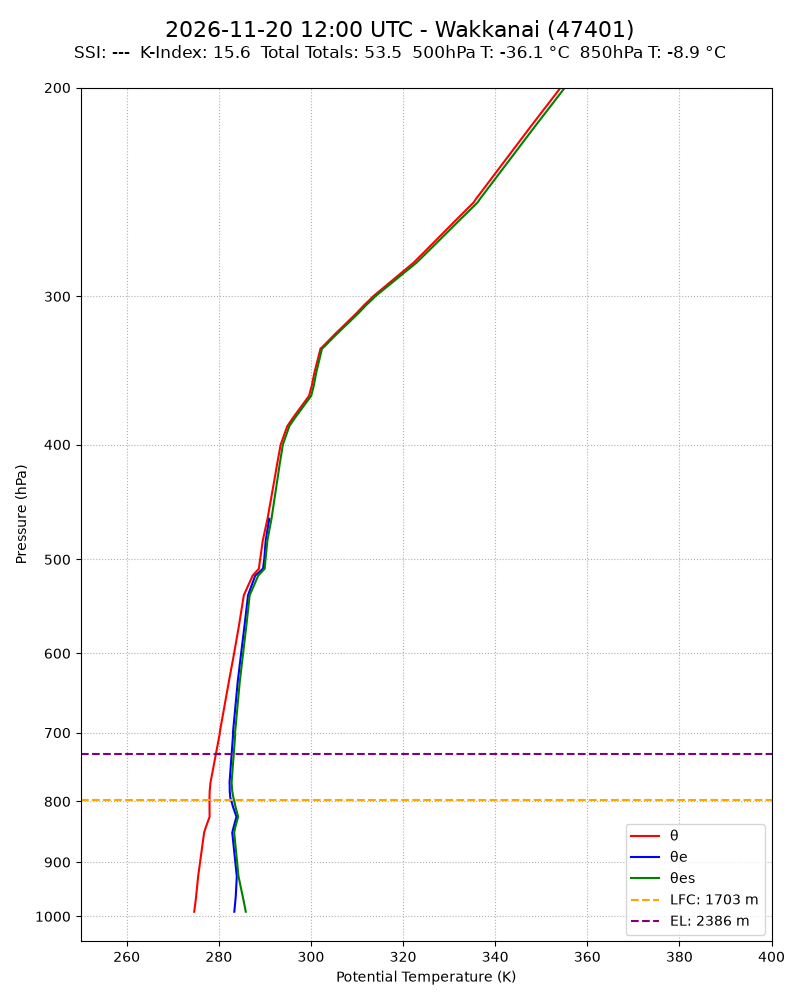 2026-11-20 12:00 UTC - Wakkanai (47401)
SSI: --- K-Index: 15.6 Total Totals: 53.5 500hPa T: -36.1 °C 850hPa T: -8.9 °C
200
300
400
500
600
700
800
900
1000
Pressure (hPa)
260 280 300 320 340 360 380 400
Potential Temperature (K)
θ
θe
θes
LFC: 1703 m
EL: 2386 m